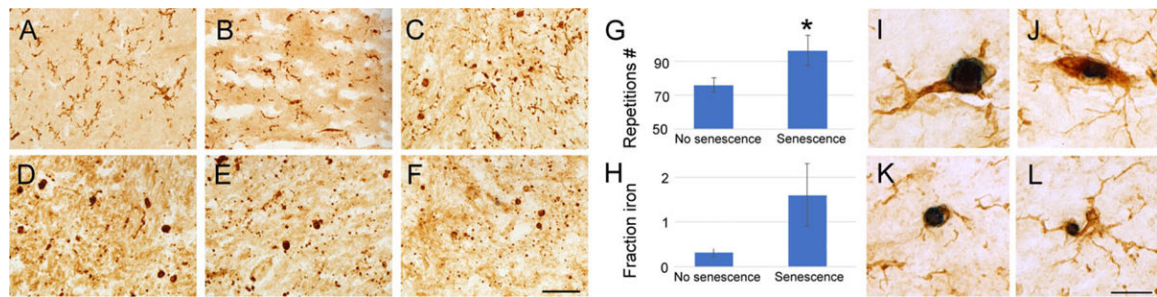 A
B
C
D
E
F
G
Repetitions #
90
70
50
*
No senescence
Senescence
H
Fraction iron
2
1
0
No senescence
Senescence
I
J
K
L